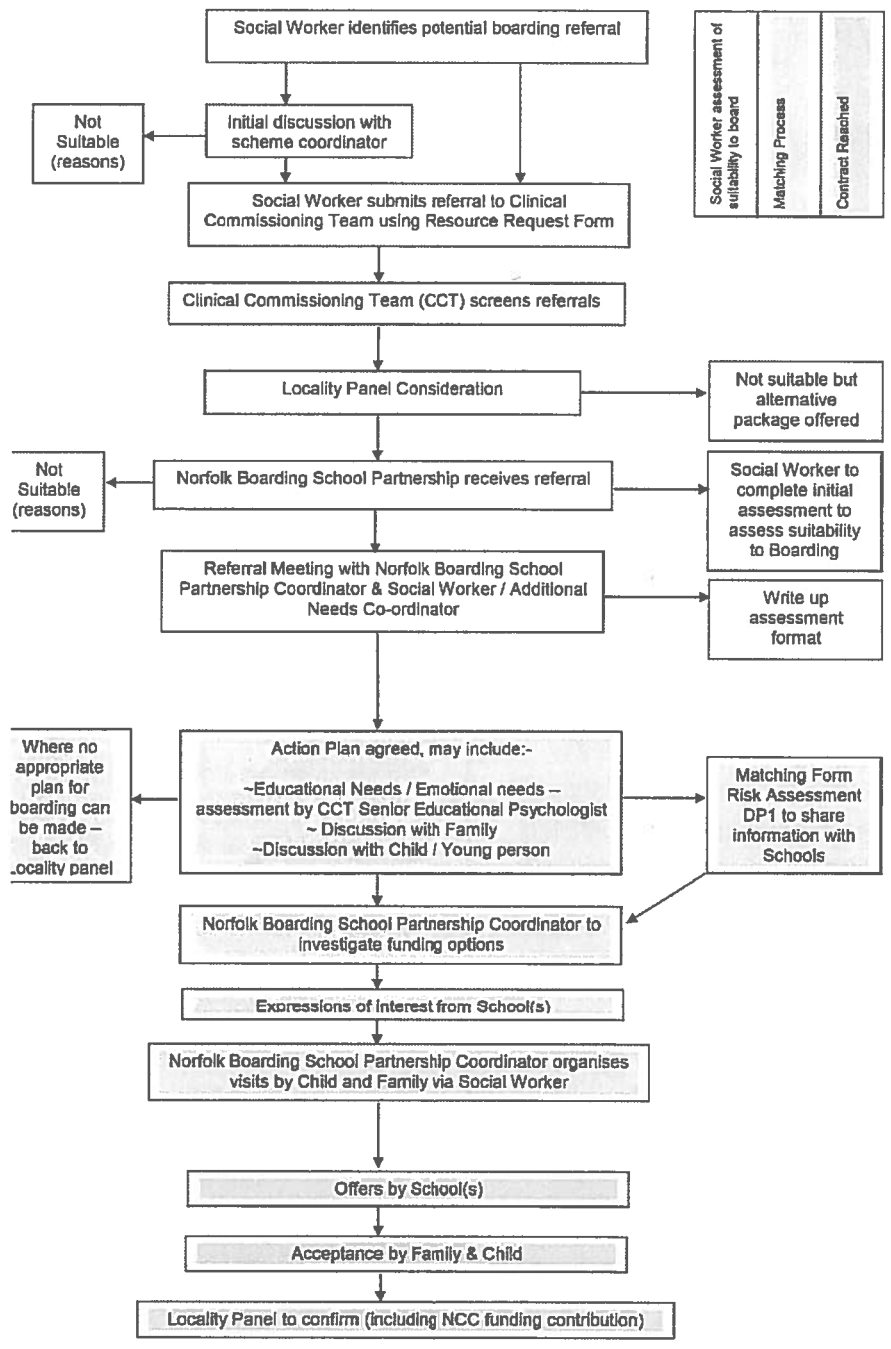 Social Worker identifies potential boarding referral
Social Worker assessment of
suitability to board
Matching Process
Contract Reached
Not
Suitable
(reasons)
Initial discussion with
scheme coordinator
Social Worker submits referral to Clinical
Commissioning Team using Resource Request Form
Clinical Commissioning Team (CCT) screens referrals
Locality Panel Consideration
Not suitable but
alternative
package offered
Not
Suitable
(reasons)
Norfolk Boarding School Partnership receives referral
Social Worker to
complete initial
assessment to
assess suitability
to Boarding
Referral Meeting with Norfolk Boarding School
Partnership Coordinator & Social Worker / Additional
Needs Co-ordinator
Write up
assessment
format
Where no
appropriate
plan for
boarding can
be made –
back to
Locality panel
Action Plan agreed, may include:-
~Educational Needs / Emotional needs –
assessment by CCT Senior Educational Psychologist
~ Discussion with Family
~Discussion with Child / Young person
Matching Form
Risk Assessment
DP1 to share
information with
Schools
Norfolk Boarding School Partnership Coordinator to
investigate funding options
Expressions of interest from School(s)
Norfolk Boarding School Partnership Coordinator organises
visits by Child and Family via Social Worker
Offers by School(s)
Acceptance by Family & Child
Locality Panel to confirm (including NCC funding contribution)